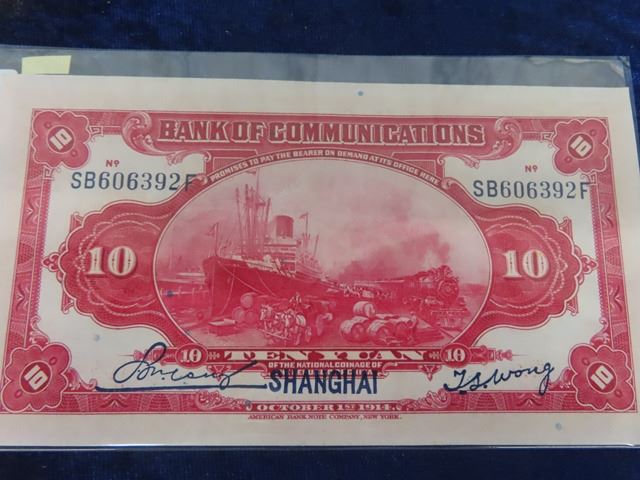 BANK OF COMMUNICATIONS
PROMISES TO PAY THE BEARER ON DEMAND AT ITS OFFICE HERE
10 10
Nº Nº
SB606392F SB606392F
10 10
10 TEN YUAN 10
OF THE NATIONAL COINAGE OF
SHANGHAI
T.S. Wong
10 10
OCTOBER 1ST 1914.
AMERICAN BANK NOTE COMPANY, NEW YORK.